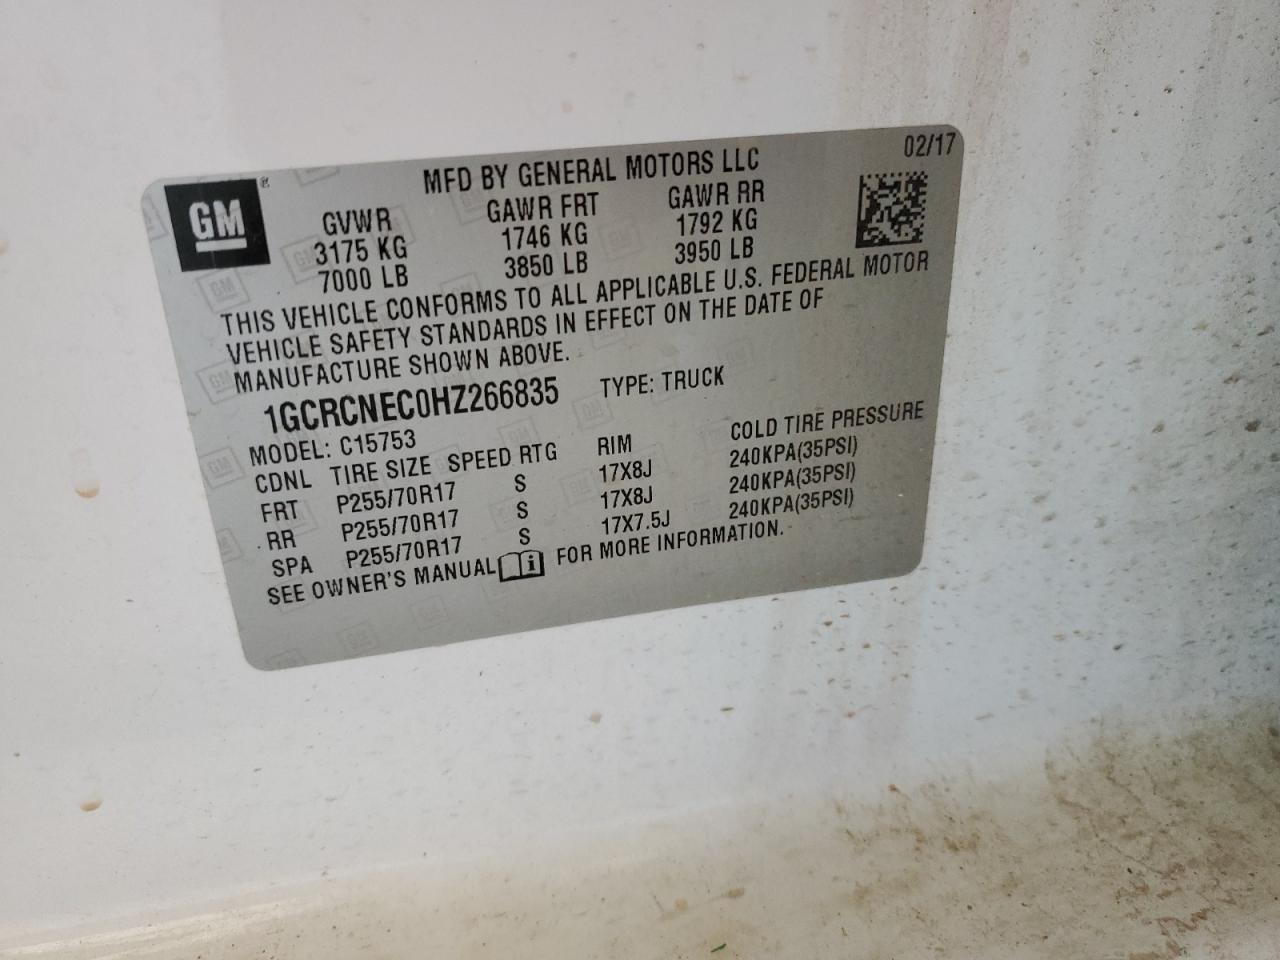 GM® MFD BY GENERAL MOTORS LLC 02/17
GVWR GAWR FRT GAWR RR
3175 KG 1746 KG 1792 KG
7000 LB 3850 LB 3950 LB
THIS VEHICLE CONFORMS TO ALL APPLICABLE U.S. FEDERAL MOTOR
VEHICLE SAFETY STANDARDS IN EFFECT ON THE DATE OF
MANUFACTURE SHOWN ABOVE.
1GCRCNEC0HZ266835 TYPE: TRUCK
MODEL: C15753
CDNL TIRE SIZE SPEED RTG RIM COLD TIRE PRESSURE
FRT P255/70R17 S 17X8J 240KPA(35PSI)
RR P255/70R17 S 17X8J 240KPA(35PSI)
SPA P255/70R17 S 17X7.5J 240KPA(35PSI)
SEE OWNER'S MANUAL i FOR MORE INFORMATION.